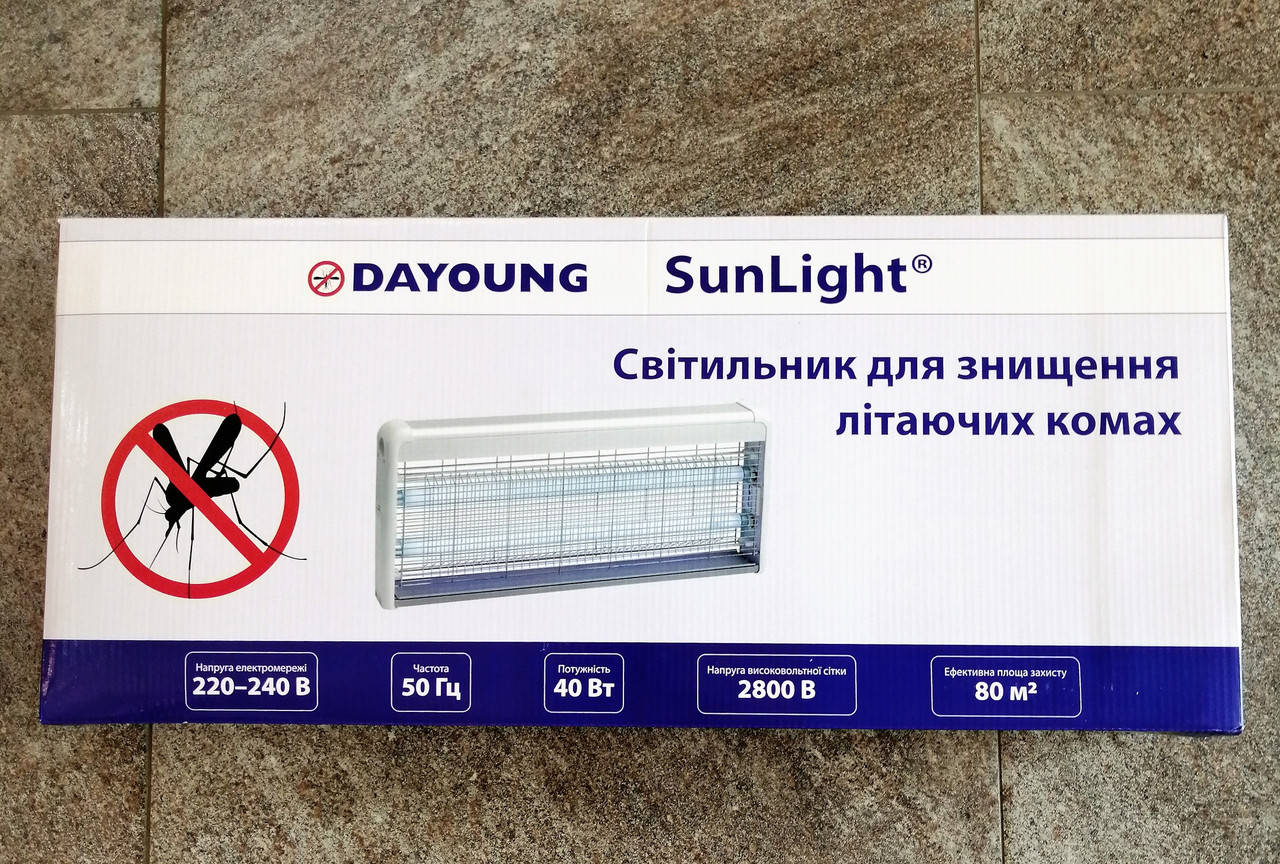 DAYOUNG SunLight®
Світильник для знищення
літаючих комах
Напруга електромережі
220–240 В
Частота
50 Гц
Потужність
40 Вт
Напруга високовольтної сітки
2800 В
Ефективна площа захисту
80 м²